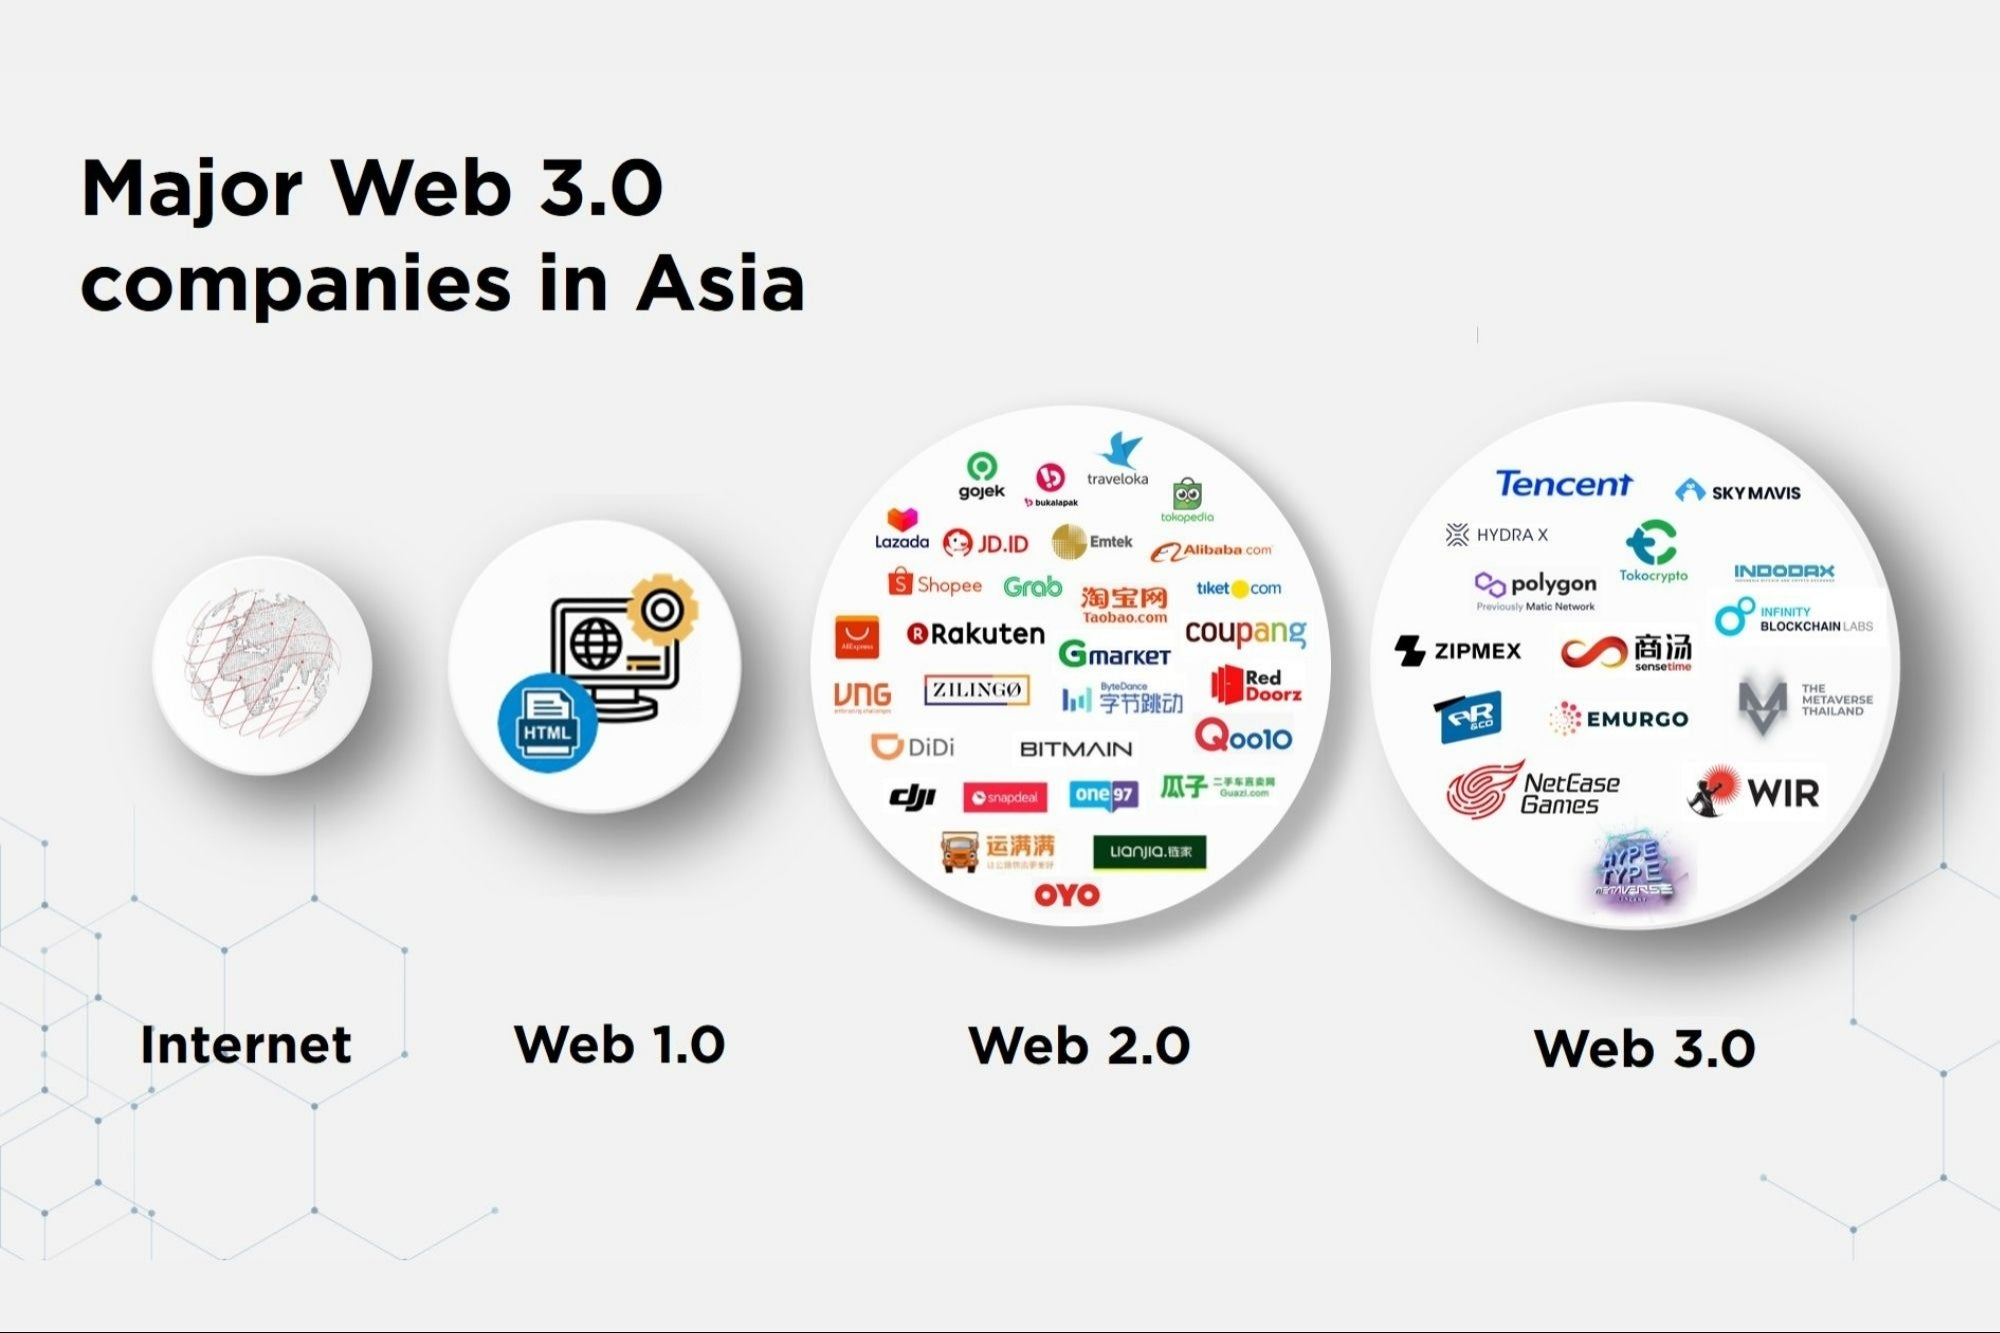 Major Web 3.0
companies in Asia
Internet
HTML
Web 1.0
gojek
bukalapak
traveloka
tokopedia
Lazada
JD.ID
Emtek
Alibaba.com
Shopee
Grab
淘宝网
Taobao.com
tiket com
AliExpress
Rakuten
Gmarket
coupang
VNG
embracing challenges
ZILINGO
ByteDance
字节跳动
Red
Doorz
DiDi
BITMAIN
Qoo10
dji
snapdeal
one97
瓜子 二手车直卖网
Guazi.com
运满满
LIANJIA.链家
OYO
Web 2.0
Tencent
SKY MAVIS
HYDRA X
Tokocrypto
INDODAX
polygon
Previously Matic Network
INFINITY
BLOCKCHAIN LABS
ZIPMEX
商汤
sensetime
AR
&CO
EMURGO
THE
METAVERSE
THAILAND
NetEase
Games
WIR
HYPE
TYPE
METAVERSE
Web 3.0